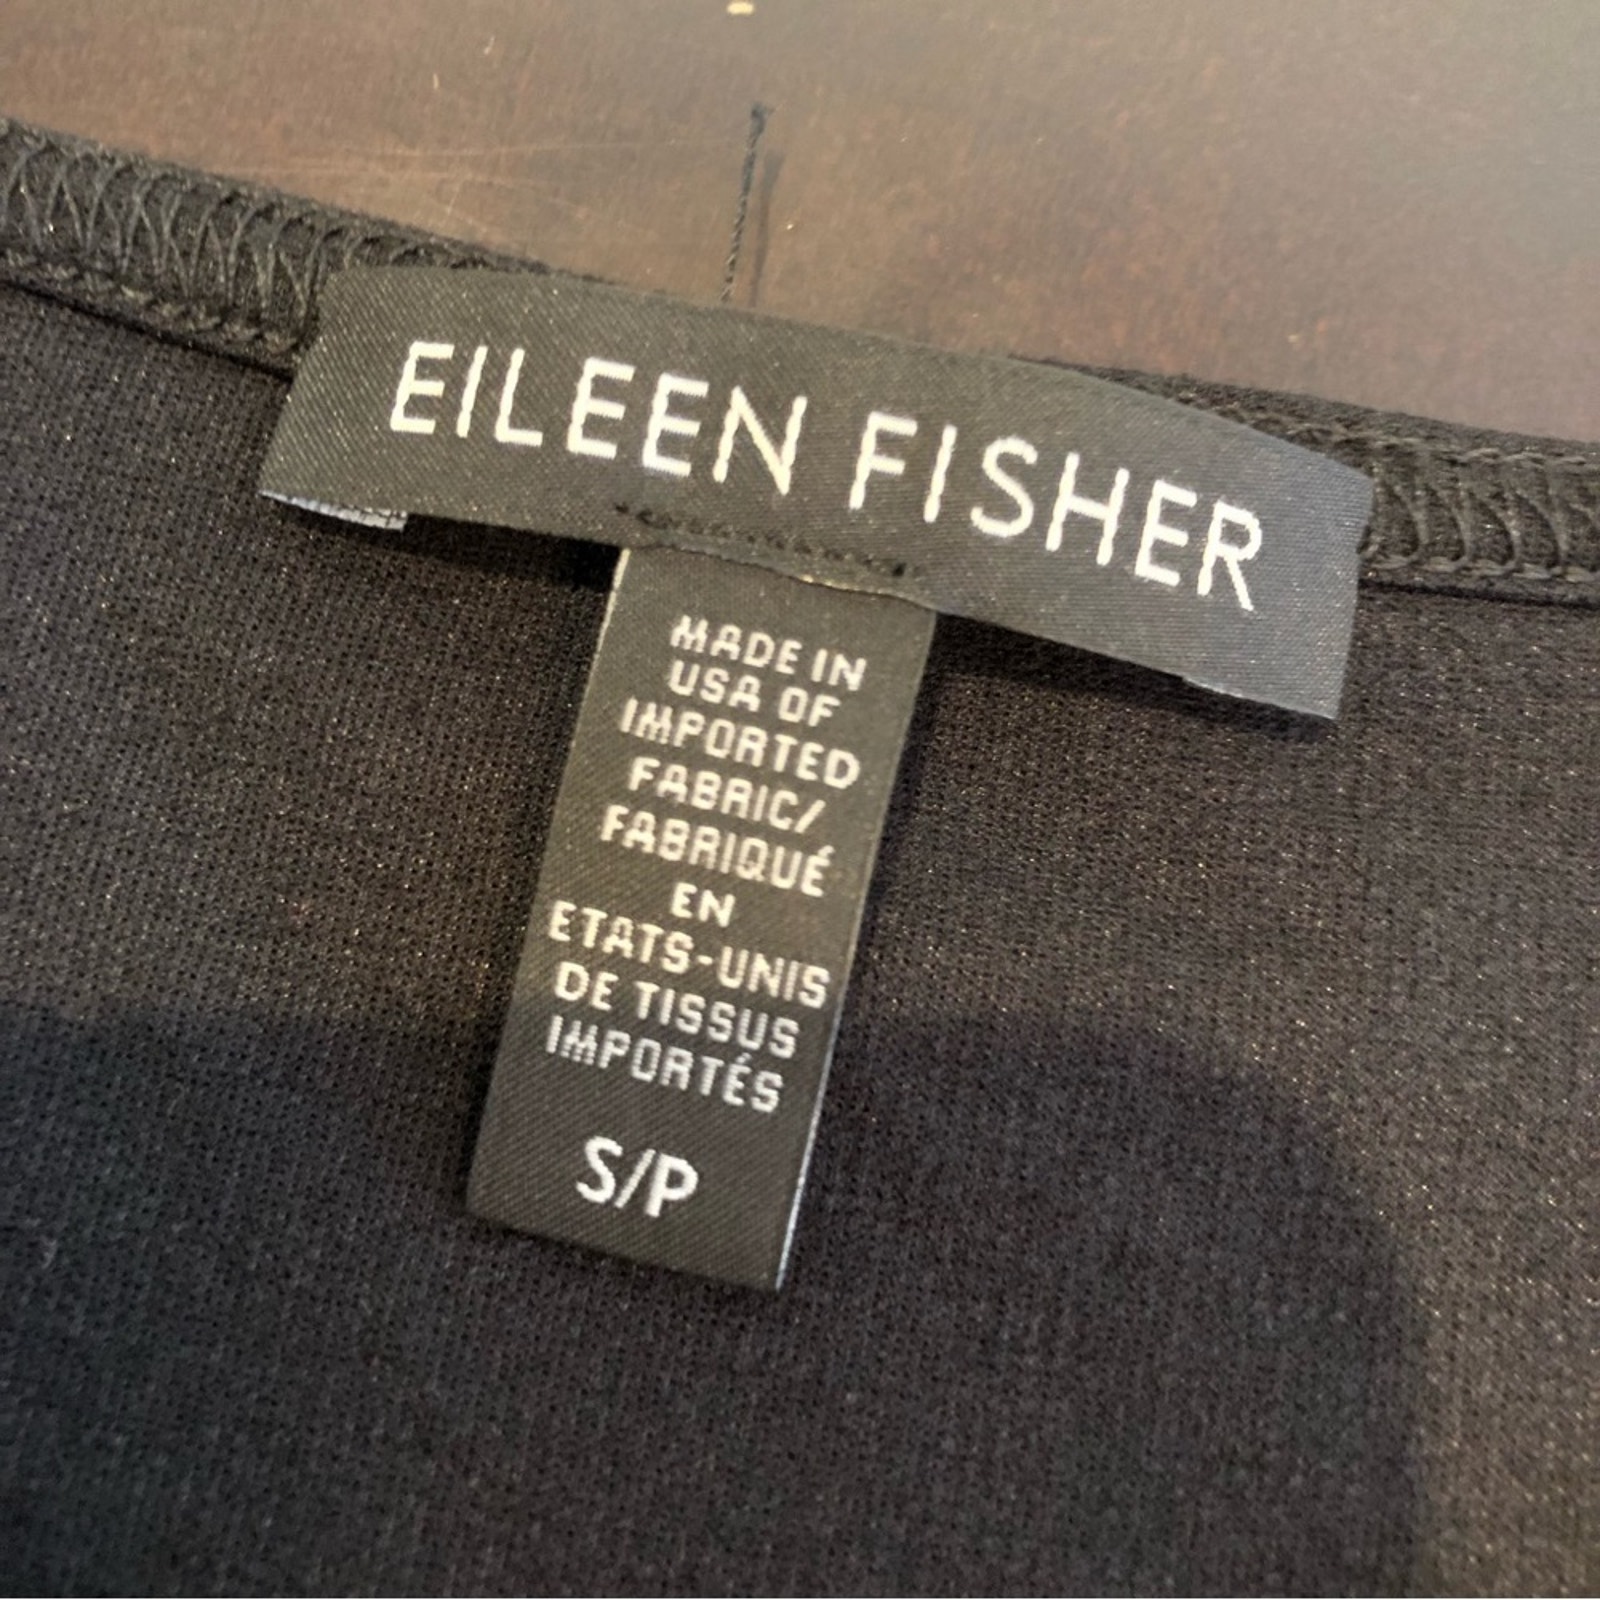 EILEEN FISHER
MADE IN
USA OF
IMPORTED
FABRIC/
FABRIQUÉ
EN
ETATS-UNIS
DE TISSUS
IMPORTÉS
S/P